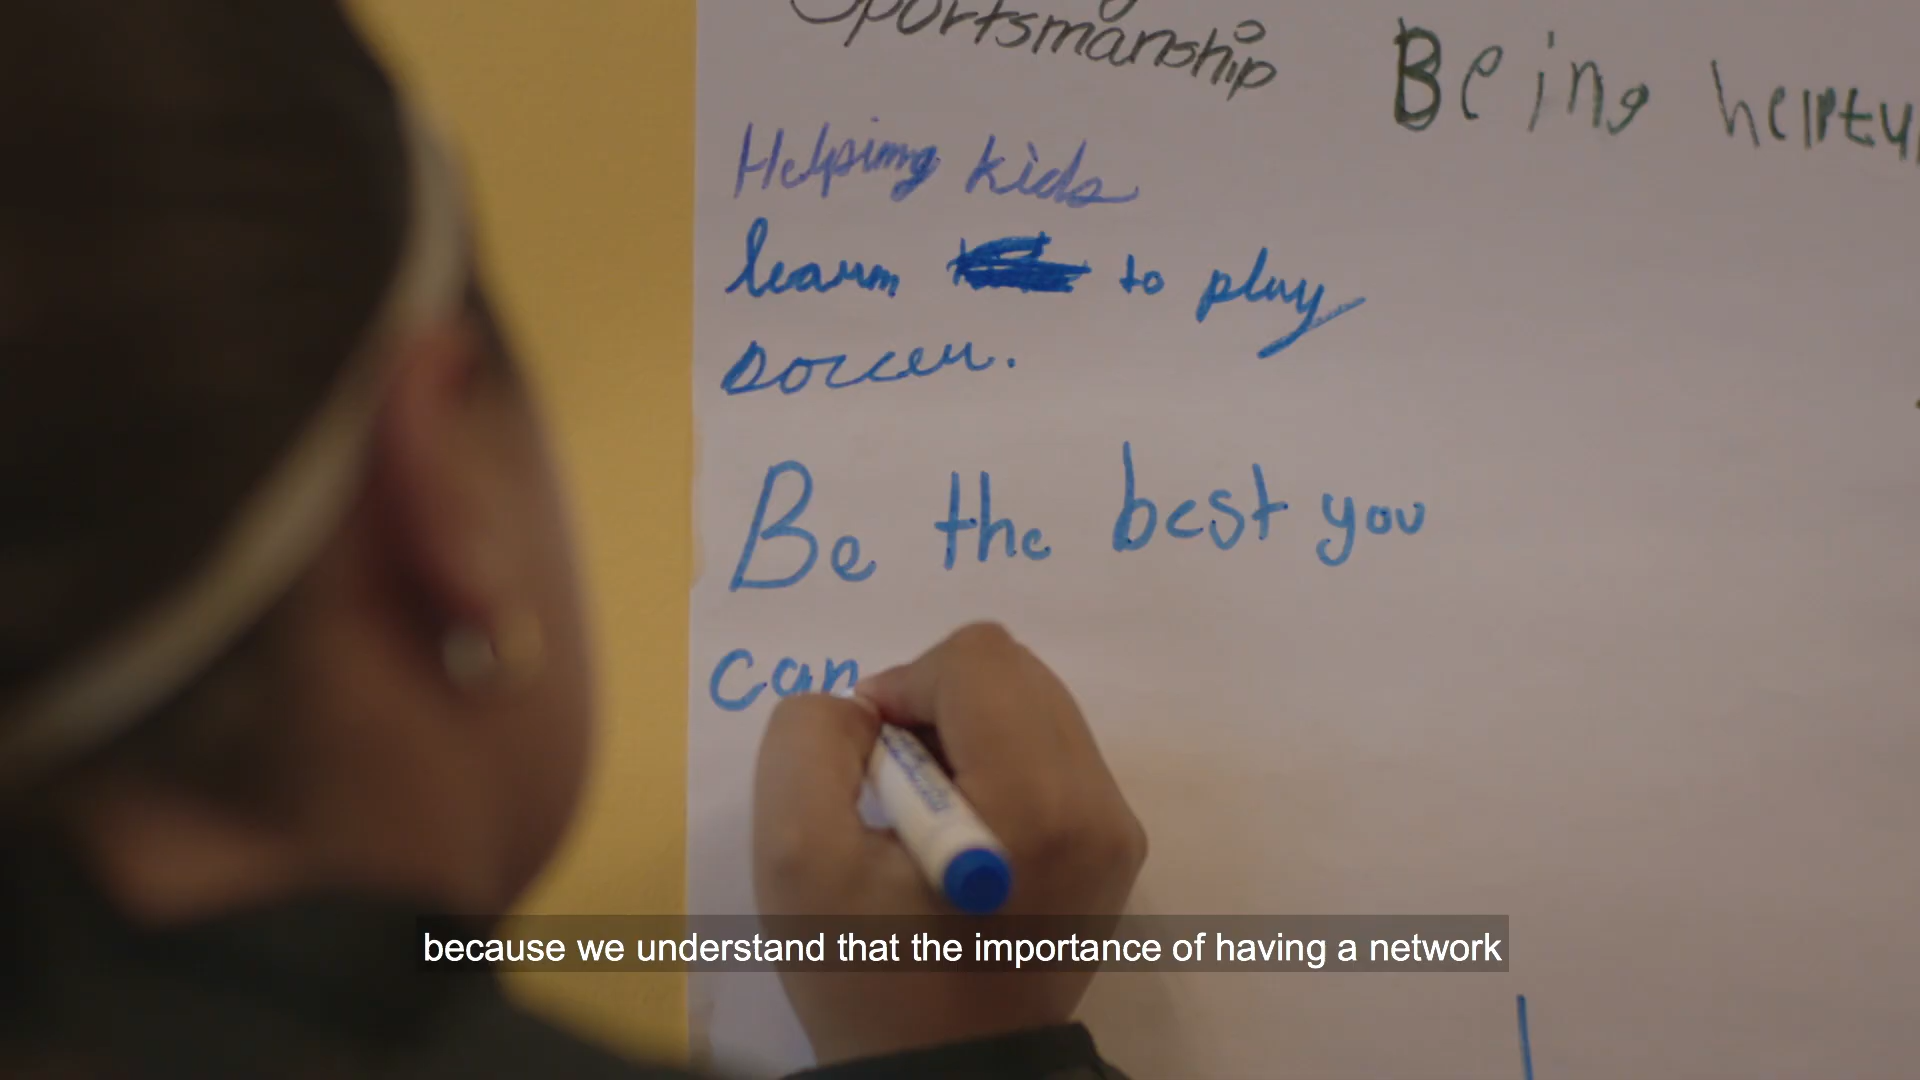 Sportsmanship
Being helpful
Helping kids
learn to play
soccer.
Be the best you
can
because we understand that the importance of having a network